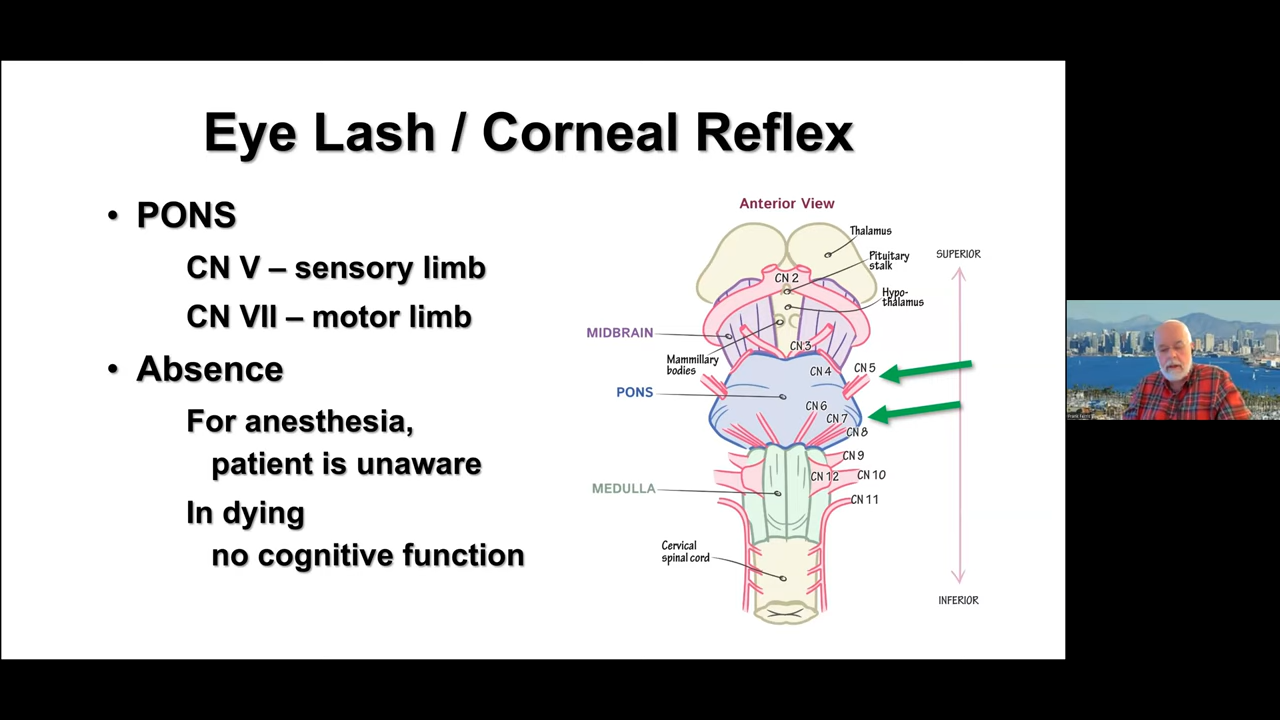 Eye Lash / Corneal Reflex
• PONS
CN V – sensory limb
CN VII – motor limb
• Absence
For anesthesia,
patient is unaware
In dying
no cognitive function
Anterior View
Thalamus
Pituitary
stalk
SUPERIOR
CN 2
Hypo-
thalamus
MIDBRAIN
CN 3
Mammillary
bodies
CN 4
CN 5
PONS
CN 6
CN 7
CN 8
CN 9
CN 12
CN 10
MEDULLA
CN 11
Cervical
spinal cord
INFERIOR